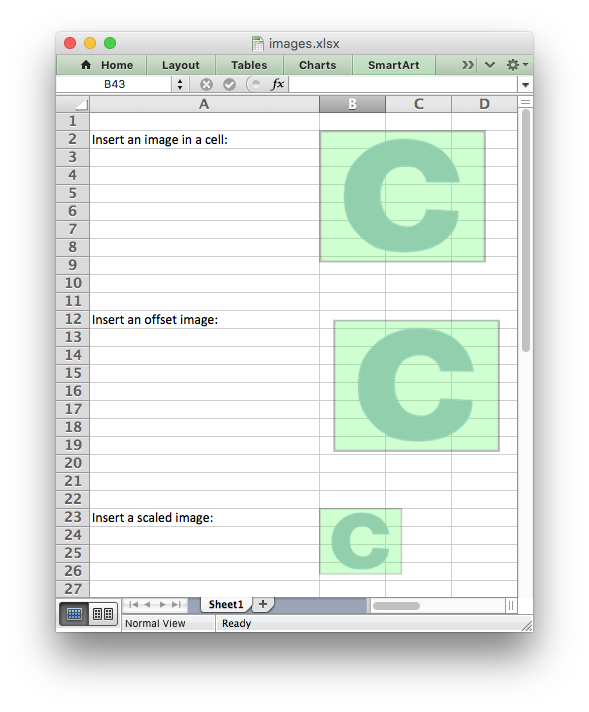 images.xlsx
Home Layout Tables Charts SmartArt
B43 fx
A B C D
1
2 Insert an image in a cell:
3
4
5
6
7
8
9
10
11
12 Insert an offset image:
13
14
15
16
17
18
19
20
21
22
23 Insert a scaled image:
24
25
26
27
C
C
C
Sheet1
Normal View Ready